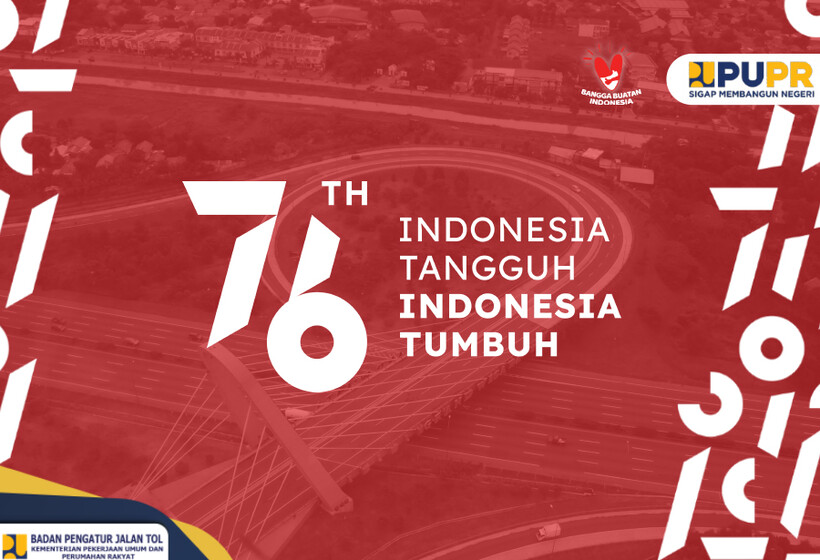 BANGGA BUATAN
INDONESIA
PUPR
SIGAP MEMBANGUN NEGERI
76 TH
INDONESIA
TANGGUH
INDONESIA
TUMBUH
BADAN PENGATUR JALAN TOL
KEMENTERIAN PEKERJAAN UMUM DAN
PERUMAHAN RAKYAT